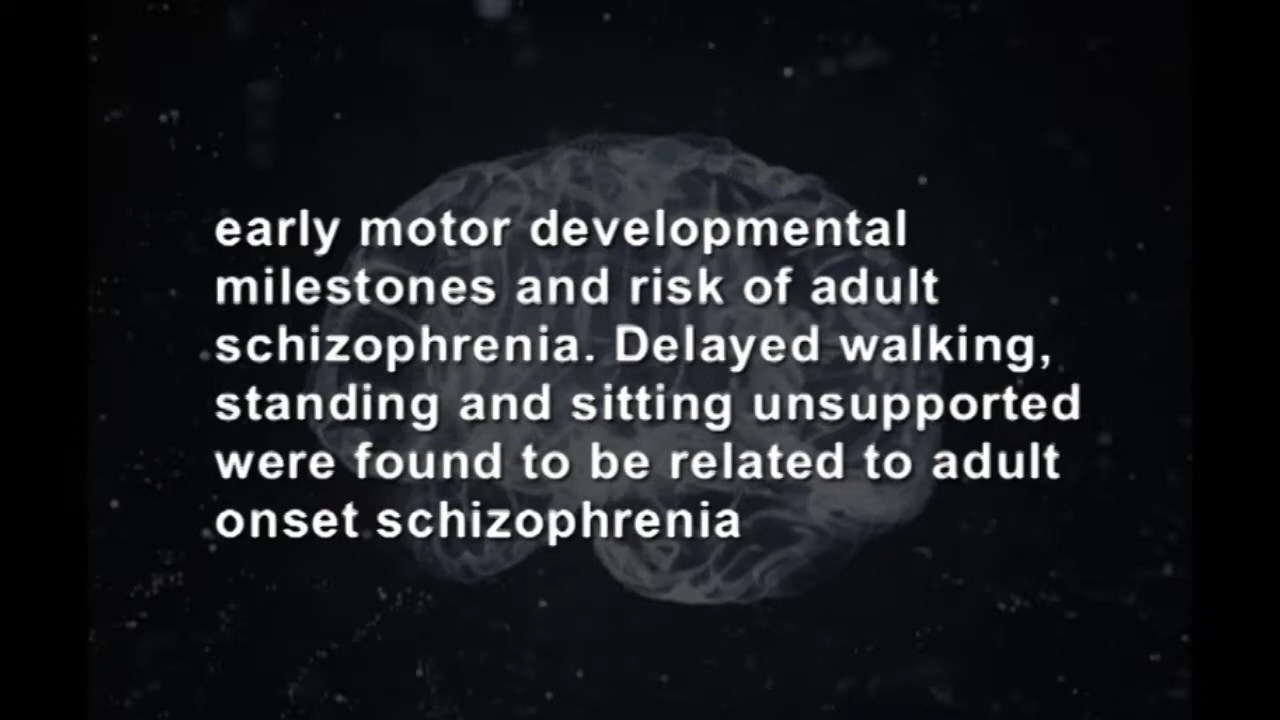 early motor developmental
milestones and risk of adult
schizophrenia. Delayed walking,
standing and sitting unsupported
were found to be related to adult
onset schizophrenia